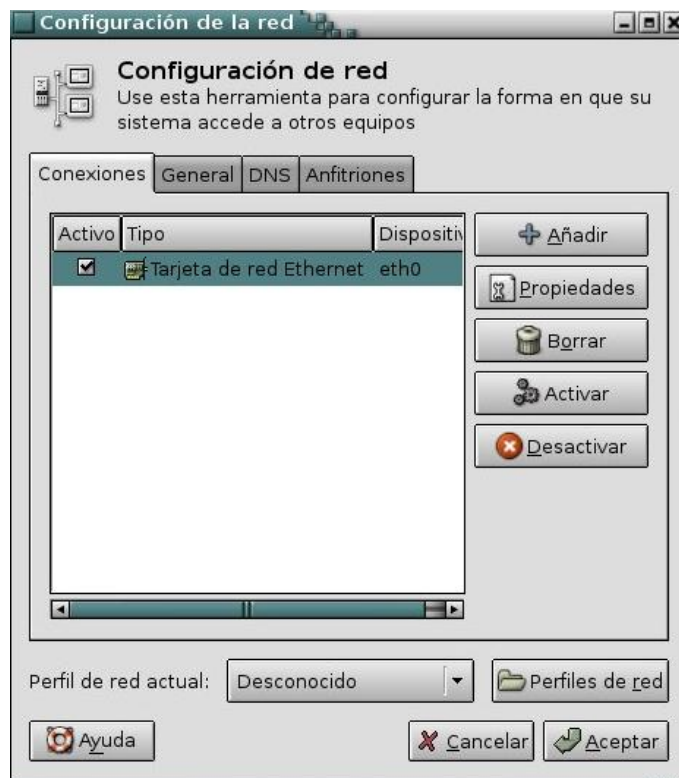 Configuración de la red
Configuración de red
Use esta herramienta para configurar la forma en que su
sistema accede a otros equipos
Conexiones General DNS Anfitriones
Activo Tipo Dispositiv
Tarjeta de red Ethernet eth0
Añadir
Propiedades
Borrar
Activar
Desactivar
Perfil de red actual: Desconocido Perfiles de red
Ayuda Cancelar Aceptar